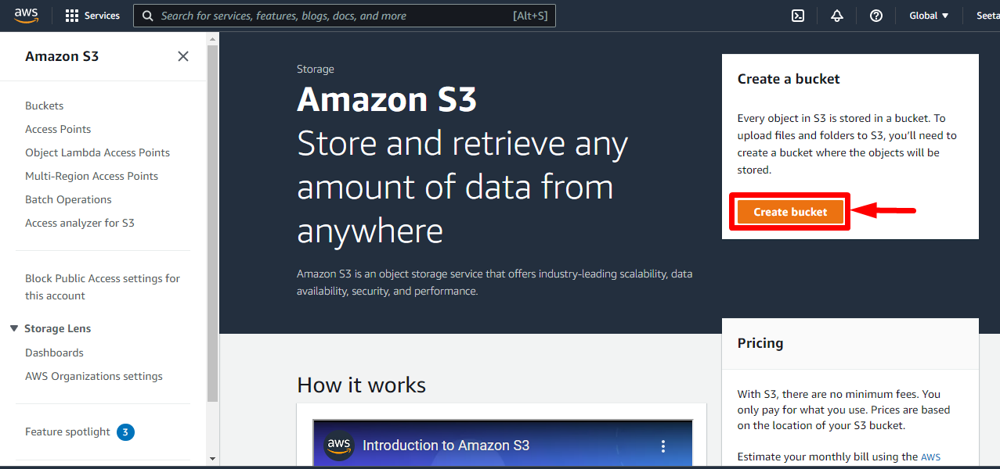 aws
Services
Search for services, features, blogs, docs, and more
[Alt+S]
Global
Amazon S3
Buckets
Access Points
Object Lambda Access Points
Multi-Region Access Points
Batch Operations
Access analyzer for S3
Block Public Access settings for
this account
Storage Lens
Dashboards
AWS Organizations settings
Feature spotlight 3
Storage
Amazon S3
Store and retrieve any
amount of data from
anywhere
Amazon S3 is an object storage service that offers industry-leading scalability, data
availability, security, and performance.
Create a bucket
Every object in S3 is stored in a bucket. To
upload files and folders to S3, you'll need to
create a bucket where the objects will be
stored.
Create bucket
How it works
aws
Introduction to Amazon S3
Pricing
With S3, there are no minimum fees. You
only pay for what you use. Prices are based
on the location of your S3 bucket.
Estimate your monthly bill using the AWS